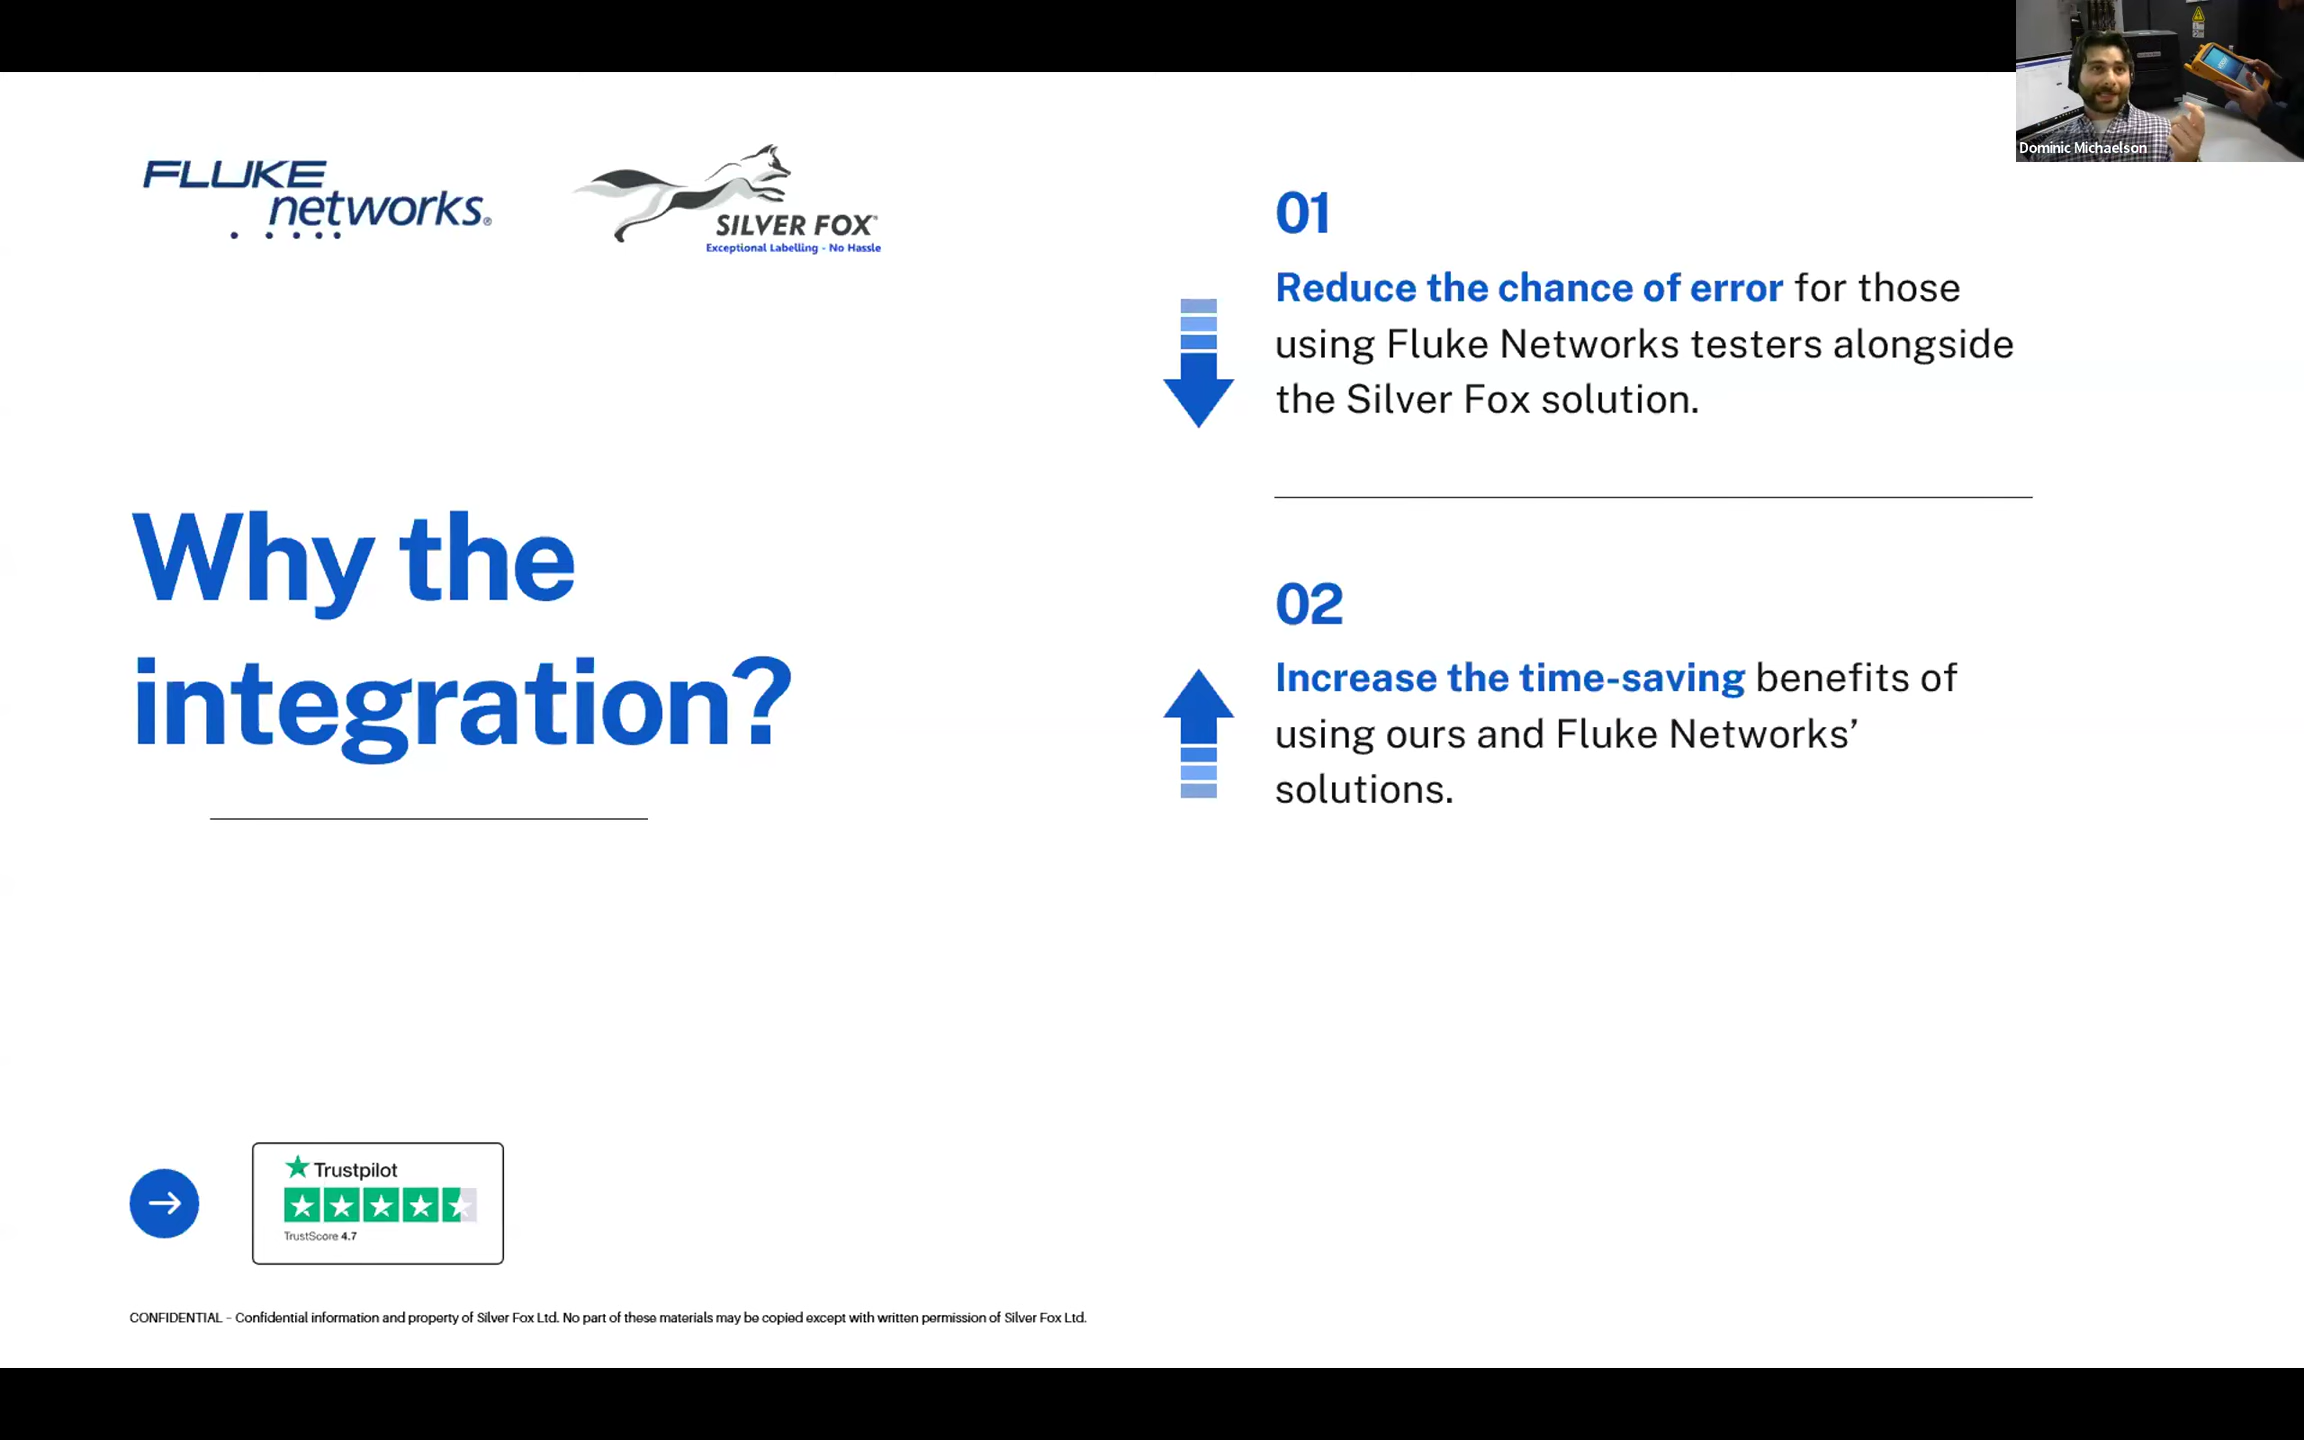 Dominic Michaelson
FLUKE
networks®
SILVER FOX
Exceptional Labelling - No Hassle
Why the
integration?
01
Reduce the chance of error for those
using Fluke Networks testers alongside
the Silver Fox solution.
02
Increase the time-saving benefits of
using ours and Fluke Networks’
solutions.
Trustpilot
TrustScore 4.7
CONFIDENTIAL – Confidential information and property of Silver Fox Ltd. No part of these materials may be copied except with written permission of Silver Fox Ltd.